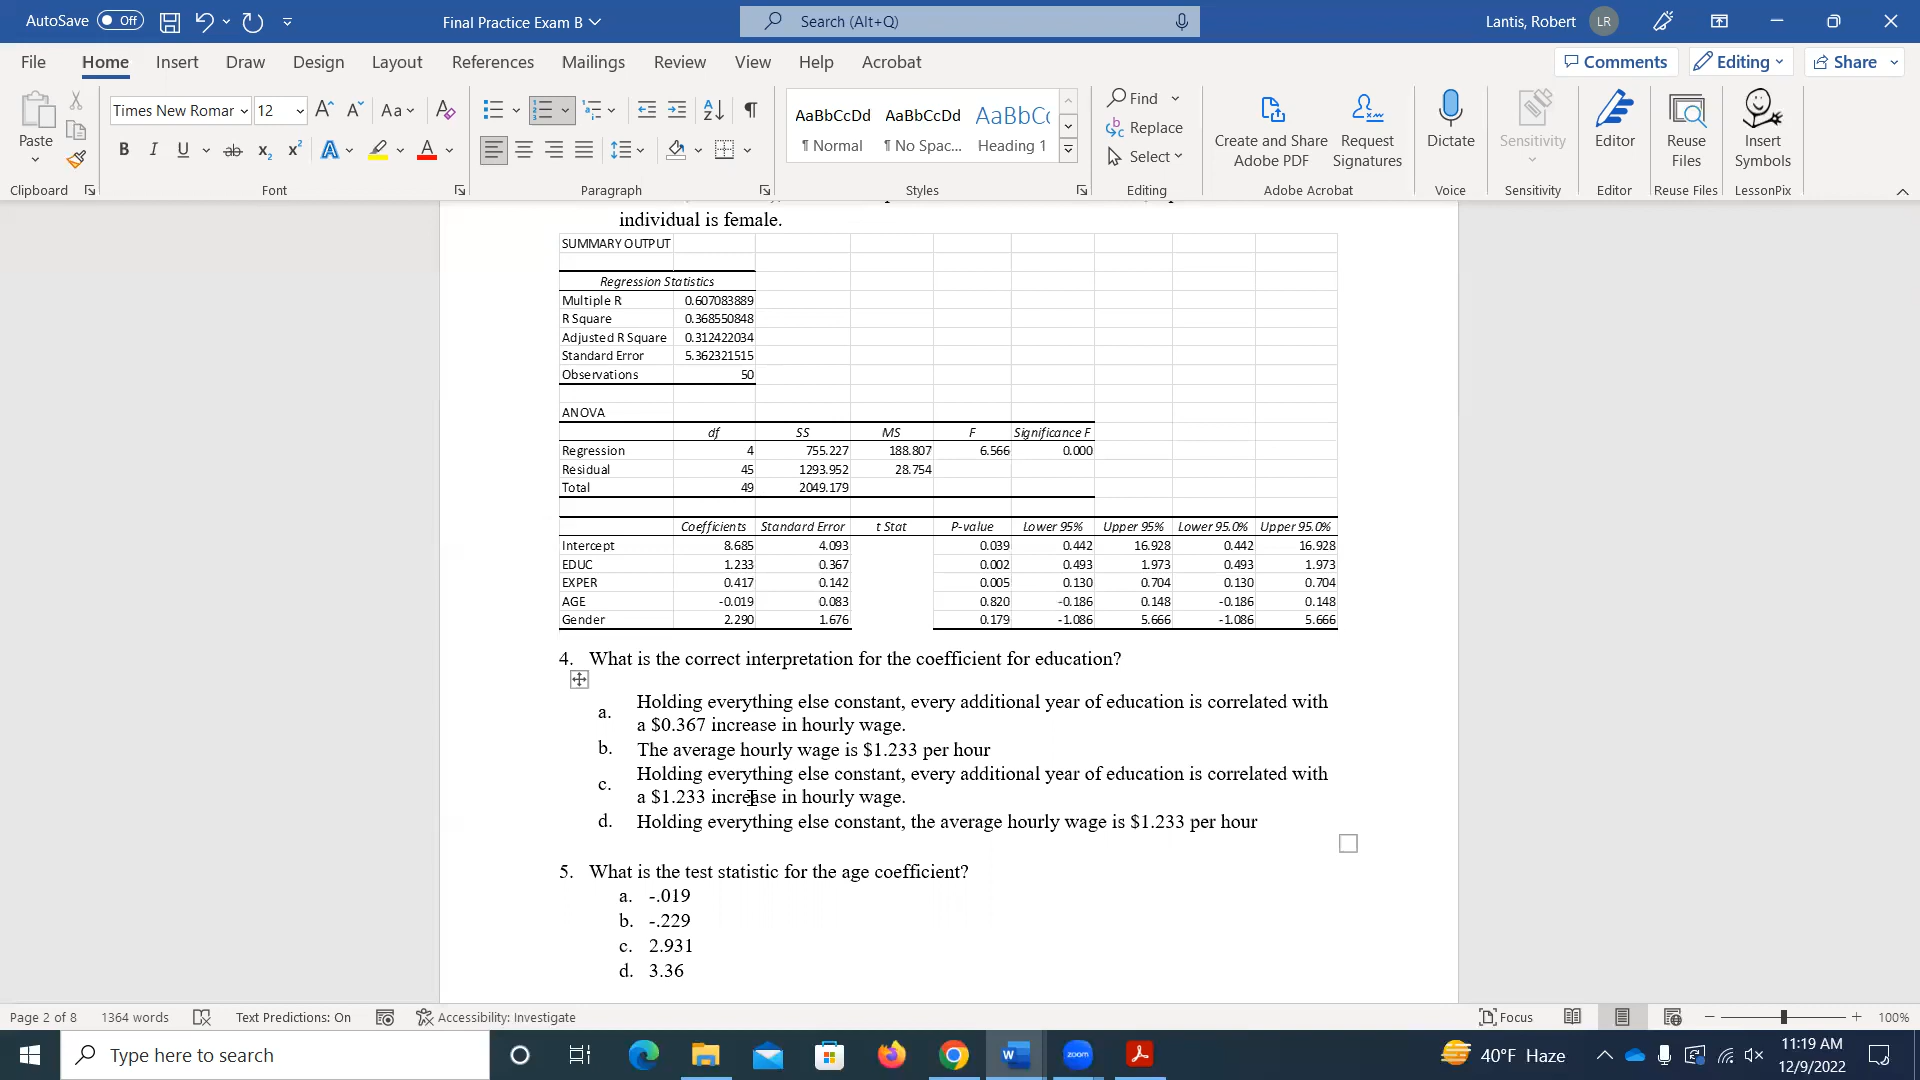 AutoSave Off Final Practice Exam B Search (Alt+Q) Lantis, Robert LR
File Home Insert Draw Design Layout References Mailings Review View Help Acrobat Comments Editing Share
Times New Romar 12 Aa
Paste
B I U ab x₂ x² A A
AaBbCcDd AaBbCcDd AaBbCc
¶ Normal ¶ No Spac... Heading 1
Find
Replace
Select
Create and Share Adobe PDF
Request Signatures
Dictate
Sensitivity
Editor
Reuse Files
Insert Symbols
Clipboard Font Paragraph Styles Editing Adobe Acrobat Voice Sensitivity Editor Reuse Files LessonPix
individual is female.
SUMMARY OUTPUT
Regression Statistics
Multiple R 0.607083889
R Square 0.368550848
Adjusted R Square 0.312422034
Standard Error 5.362321515
Observations 50
ANOVA
df SS MS F Significance F
Regression 4 755.227 188.807 6.566 0.000
Residual 45 1293.952 28.754
Total 49 2049.179
Coefficients Standard Error t Stat P-value Lower 95% Upper 95% Lower 95.0% Upper 95.0%
Intercept 8.685 4.093 0.039 0.442 16.928 0.442 16.928
EDUC 1.233 0.367 0.002 0.493 1.973 0.493 1.973
EXPER 0.417 0.142 0.005 0.130 0.704 0.130 0.704
AGE -0.019 0.083 0.820 -0.186 0.148 -0.186 0.148
Gender 2.290 1.676 0.179 -1.086 5.666 -1.086 5.666
4. What is the correct interpretation for the coefficient for education?
a. Holding everything else constant, every additional year of education is correlated with
a $0.367 increase in hourly wage.
b. The average hourly wage is $1.233 per hour
c. Holding everything else constant, every additional year of education is correlated with
a $1.233 increase in hourly wage.
d. Holding everything else constant, the average hourly wage is $1.233 per hour
5. What is the test statistic for the age coefficient?
a. -.019
b. -.229
c. 2.931
d. 3.36
Page 2 of 8 1364 words Text Predictions: On Accessibility: Investigate Focus 100%
Type here to search 40°F Haze 11:19 AM
12/9/2022